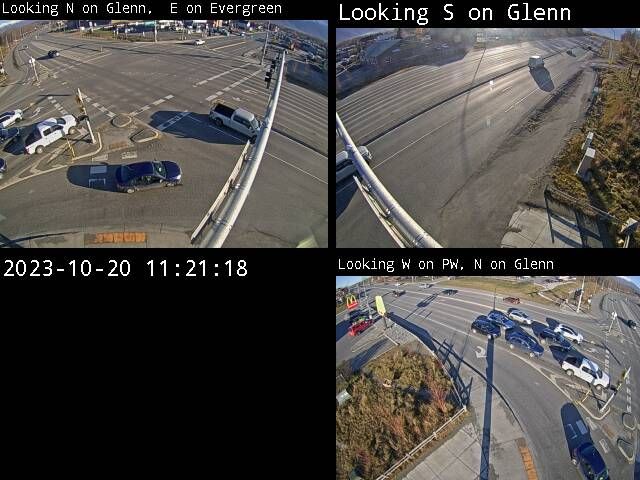 Looking N on Glenn, E on Evergreen
Looking S on Glenn
2023-10-20 11:21:18
Looking W on PW, N on Glenn